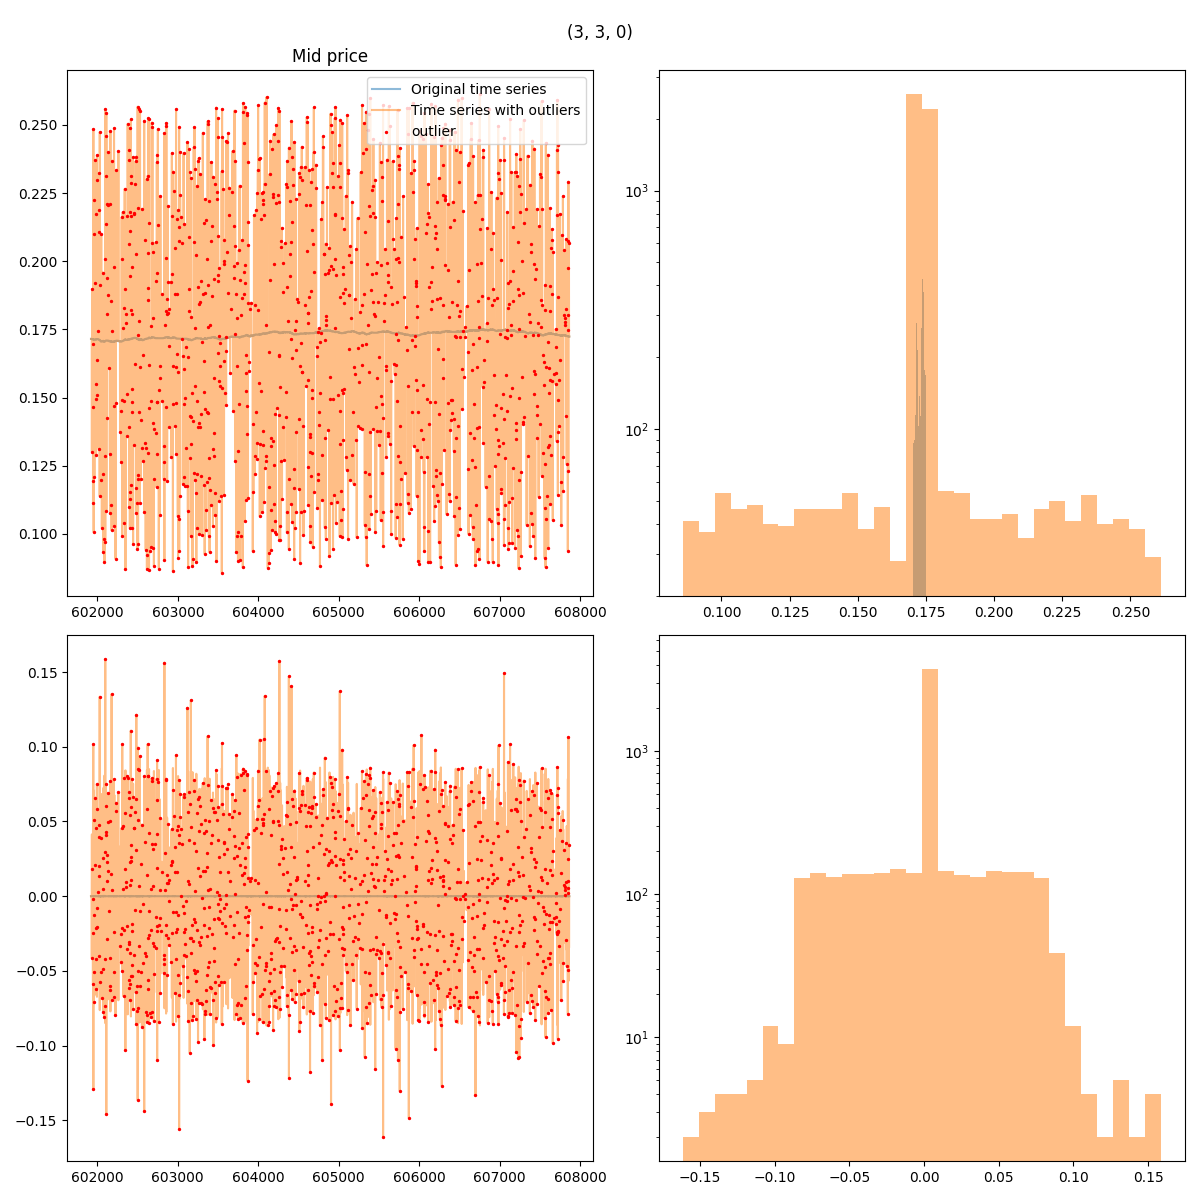 (3, 3, 0)
Mid price
Original time series
Time series with outliers
outlier
0.250
0.225
0.200
0.175
0.150
0.125
0.100
602000 603000 604000 605000 606000 607000 608000
10³
10²
0.100 0.125 0.150 0.175 0.200 0.225 0.250
0.15
0.10
0.05
0.00
−0.05
−0.10
−0.15
602000 603000 604000 605000 606000 607000 608000
10³
10²
10¹
−0.15 −0.10 −0.05 0.00 0.05 0.10 0.15